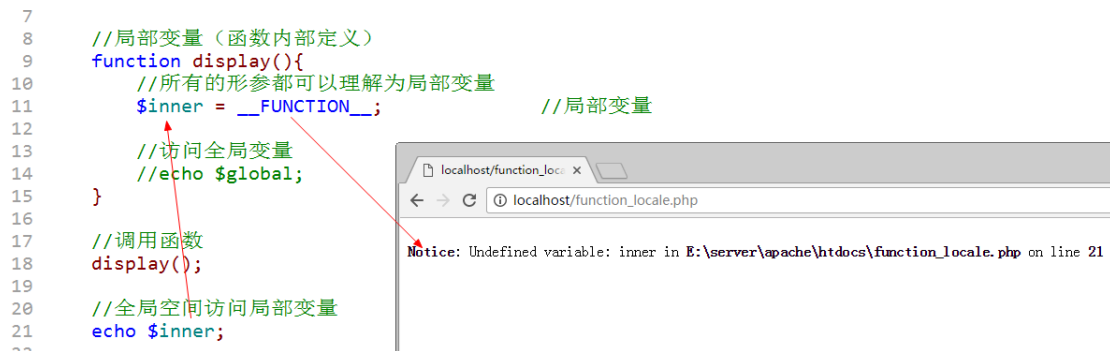 7
8 //局部变量（函数内部定义）
9 function display(){
10 //所有的形参都可以理解为局部变量
11 $inner = __FUNCTION__; //局部变量
12
13 //访问全局变量
14 //echo $global;
15 }
16
17 //调用函数
18 display();
19
20 //全局空间访问局部变量
21 echo $inner;
localhost/function_loca
localhost/function_locale.php
Notice: Undefined variable: inner in E:\server\apache\htdocs\function_locale.php on line 21